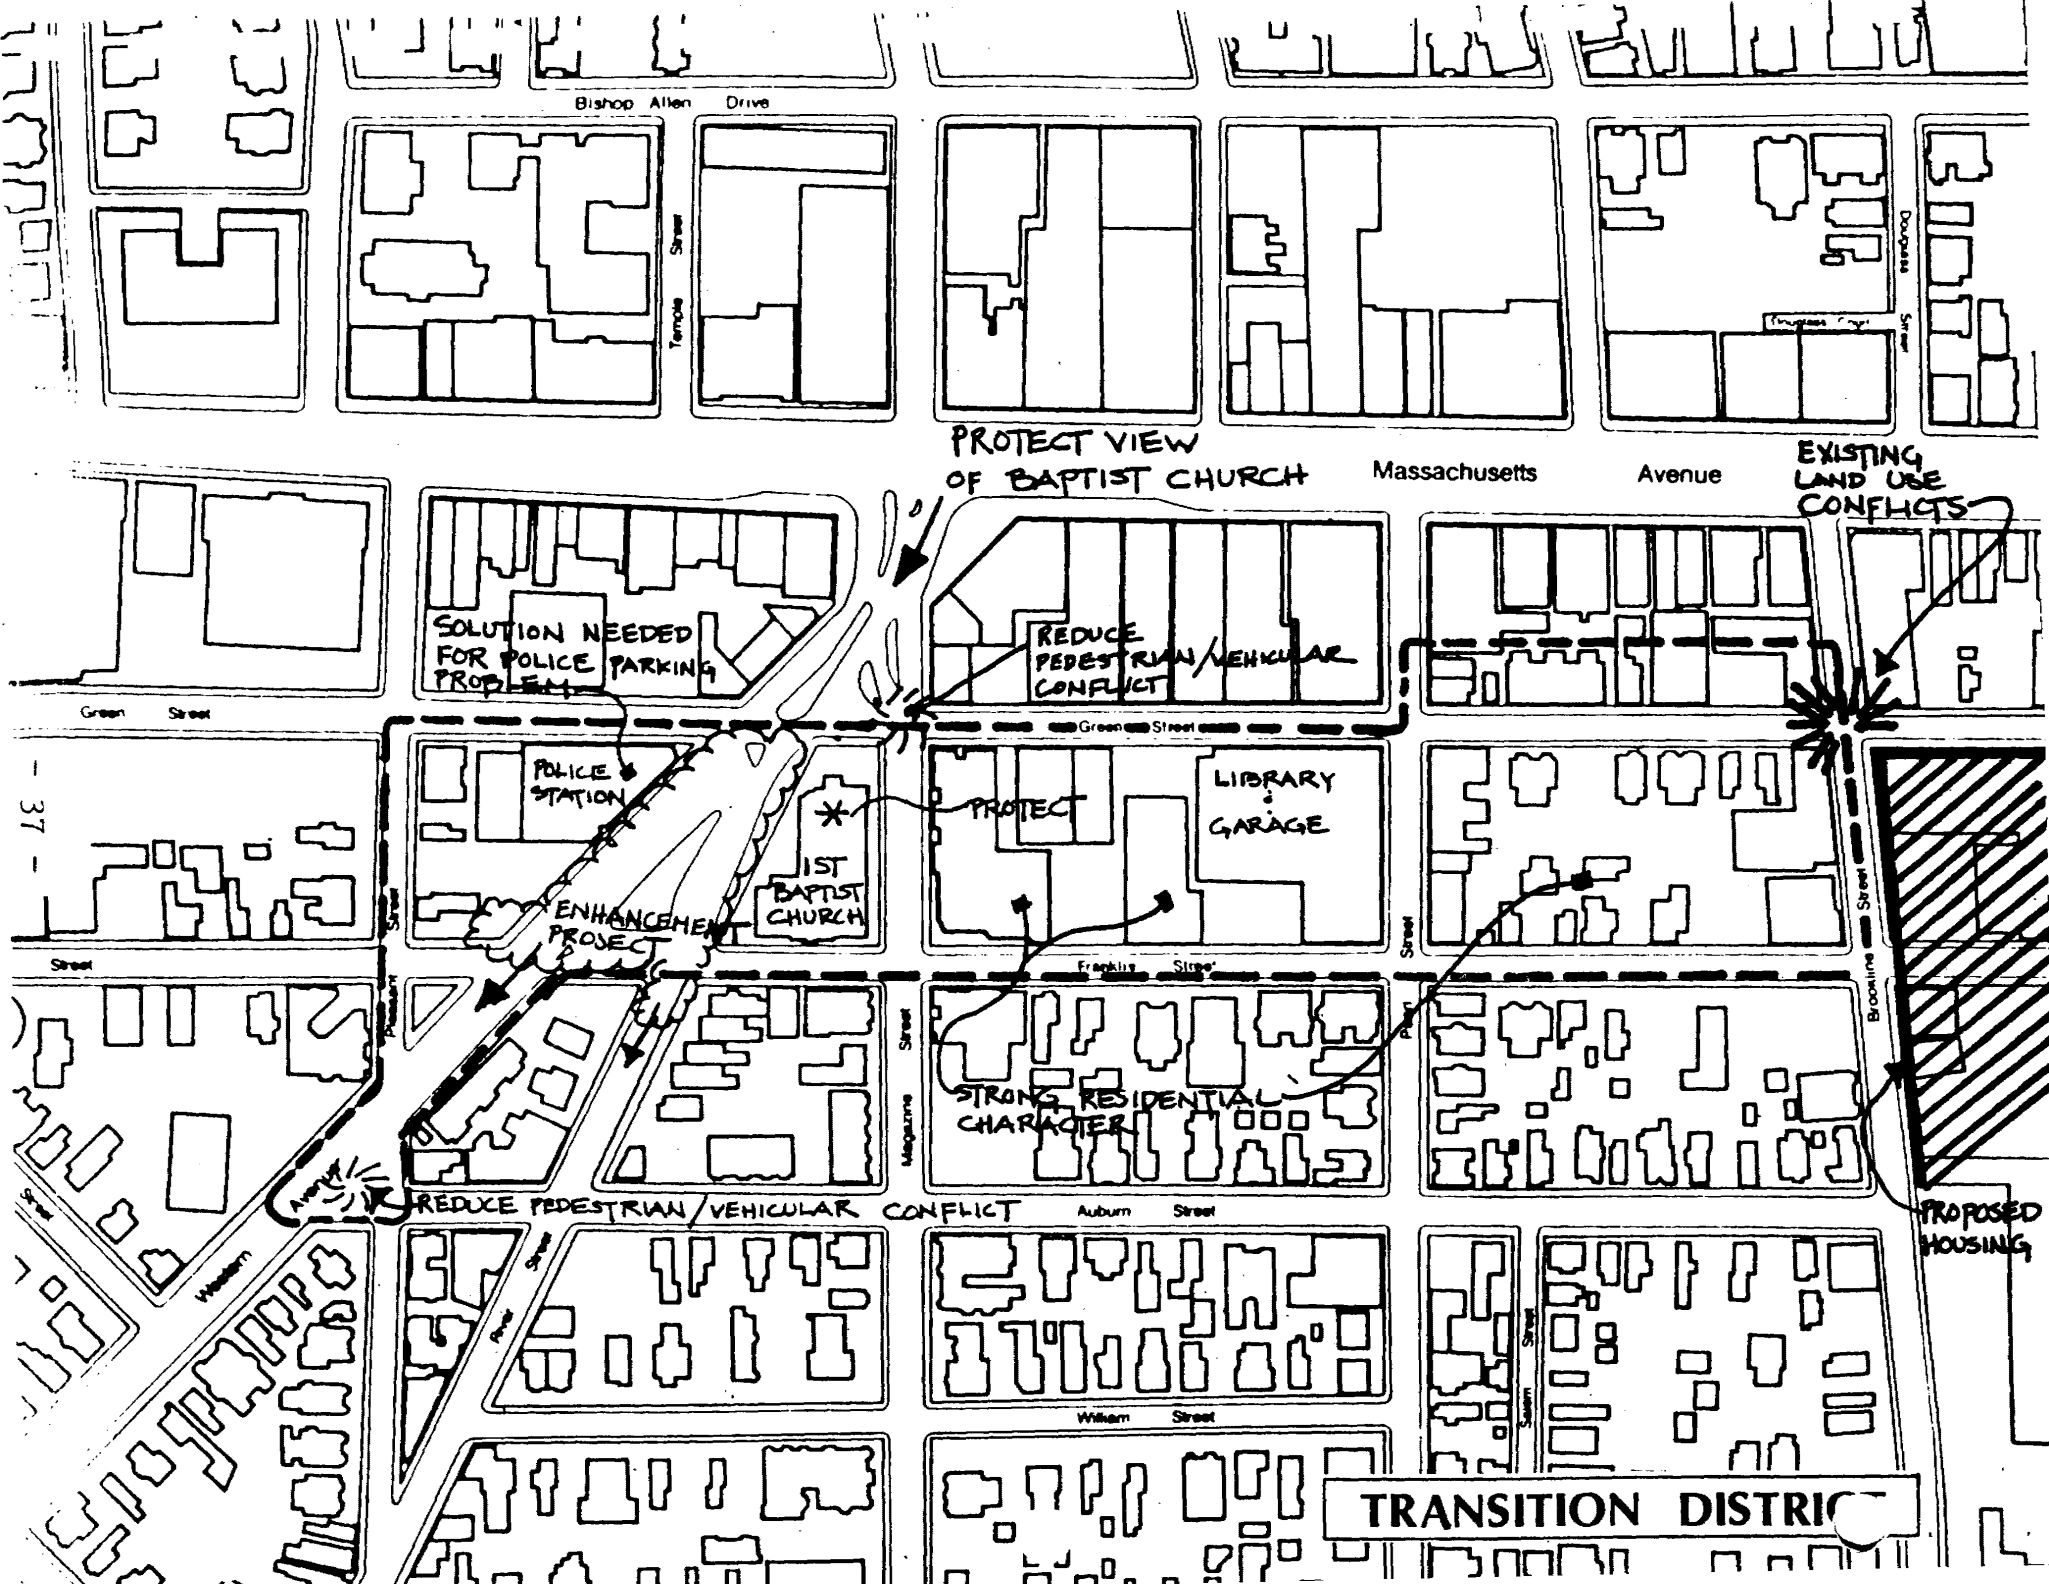 Bishop Allen Drive
Temple Street
Douglass Street
PROTECT VIEW
OF BAPTIST CHURCH
Massachusetts Avenue
EXISTING
LAND USE
CONFLICTS
SOLUTION NEEDED
FOR POLICE PARKING
PROBLEM
REDUCE
PEDESTRIAN/VEHICULAR
CONFLICT
Green Street
Green Street
POLICE
STATION
PROTECT
LIBRARY
&
GARAGE
- 37 -
1ST
BAPTIST
CHURCH
ENHANCEMENT
PROJECT
Street
Franklin Street
Pleasant Street
Magazine Street
Pearl Street
Brookline Street
STRONG RESIDENTIAL
CHARACTER
REDUCE PEDESTRIAN/VEHICULAR CONFLICT
Auburn Street
PROPOSED
HOUSING
Street
Western Avenue
River Street
Salem Street
William Street
TRANSITION DISTRICT